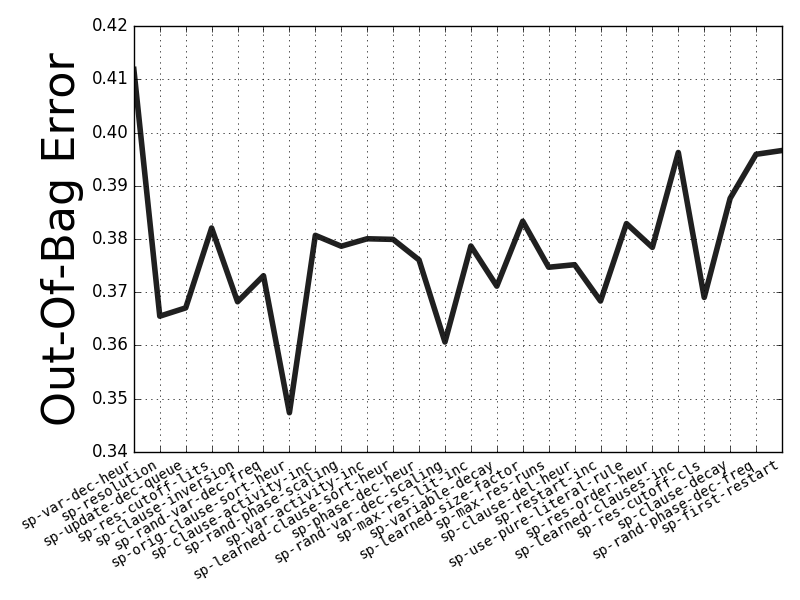 Out-Of-Bag Error
0.42
0.41
0.40
0.39
0.38
0.37
0.36
0.35
0.34
sp-var-dec-heur
sp-resolution
sp-update-dec-queue
sp-res-cutoff-lits
sp-clause-inversion
sp-rand-var-dec-freq
sp-orig-clause-sort-heur
sp-clause-activity-inc
sp-rand-phase-scaling
sp-var-activity-inc
sp-learned-clause-sort-heur
sp-phase-dec-heur
sp-rand-var-dec-scaling
sp-max-res-lit-inc
sp-variable-decay
sp-learned-size-factor
sp-max-res-runs
sp-clause-del-heur
sp-restart-inc
sp-use-pure-literal-rule
sp-res-order-heur
sp-learned-clauses-inc
sp-res-cutoff-cls
sp-clause-decay
sp-rand-phase-dec-freq
sp-first-restart